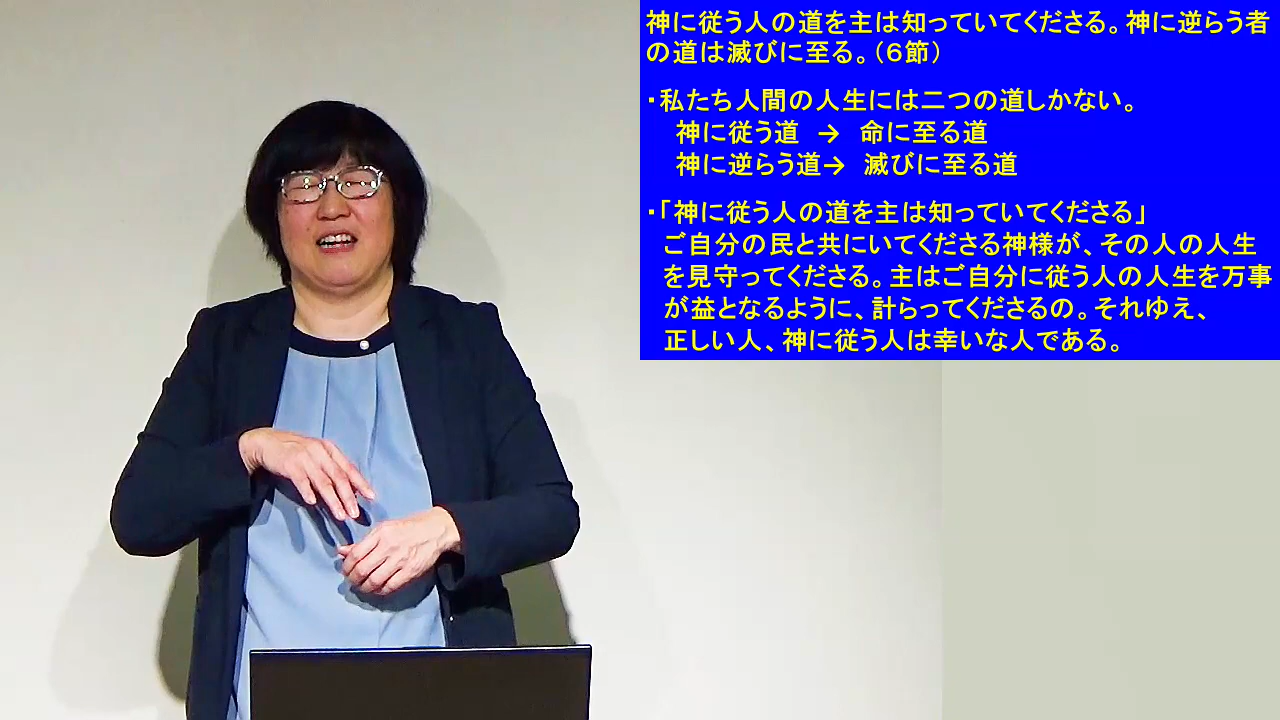 神に従う人の道を主は知っていてくださる。神に逆らう者
の道は滅びに至る。（６節）
・私たち人間の人生には二つの道しかない。
神に従う道　→　命に至る道
神に逆らう道→　滅びに至る道
・「神に従う人の道を主は知っていてくださる」
ご自分の民と共にいてくださる神様が、その人の人生
を見守ってくださる。主はご自分に従う人の人生を万事
が益となるように、計らってくださるの。それゆえ、
正しい人、神に従う人は幸いな人である。